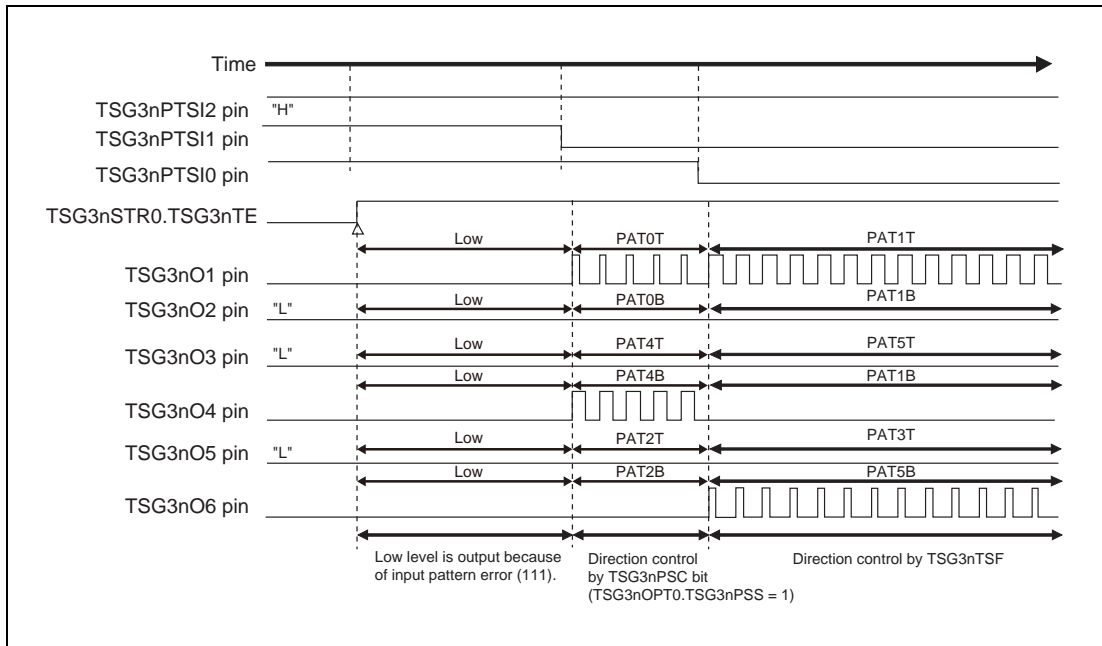 Time
TSG3nPTSI2 pin "H"
TSG3nPTSI1 pin
TSG3nPTSI0 pin
TSG3nSTR0.TSG3nTE
Low PAT0T PAT1T
TSG3nO1 pin
Low PAT0B PAT1B
TSG3nO2 pin "L"
Low PAT4T PAT5T
TSG3nO3 pin "L"
Low PAT4B PAT1B
TSG3nO4 pin
Low PAT2T PAT3T
TSG3nO5 pin "L"
Low PAT2B PAT5B
TSG3nO6 pin
Low level is output because
of input pattern error (111).
Direction control
by TSG3nPSC bit
(TSG3nOPT0.TSG3nPSS = 1)
Direction control by TSG3nTSF